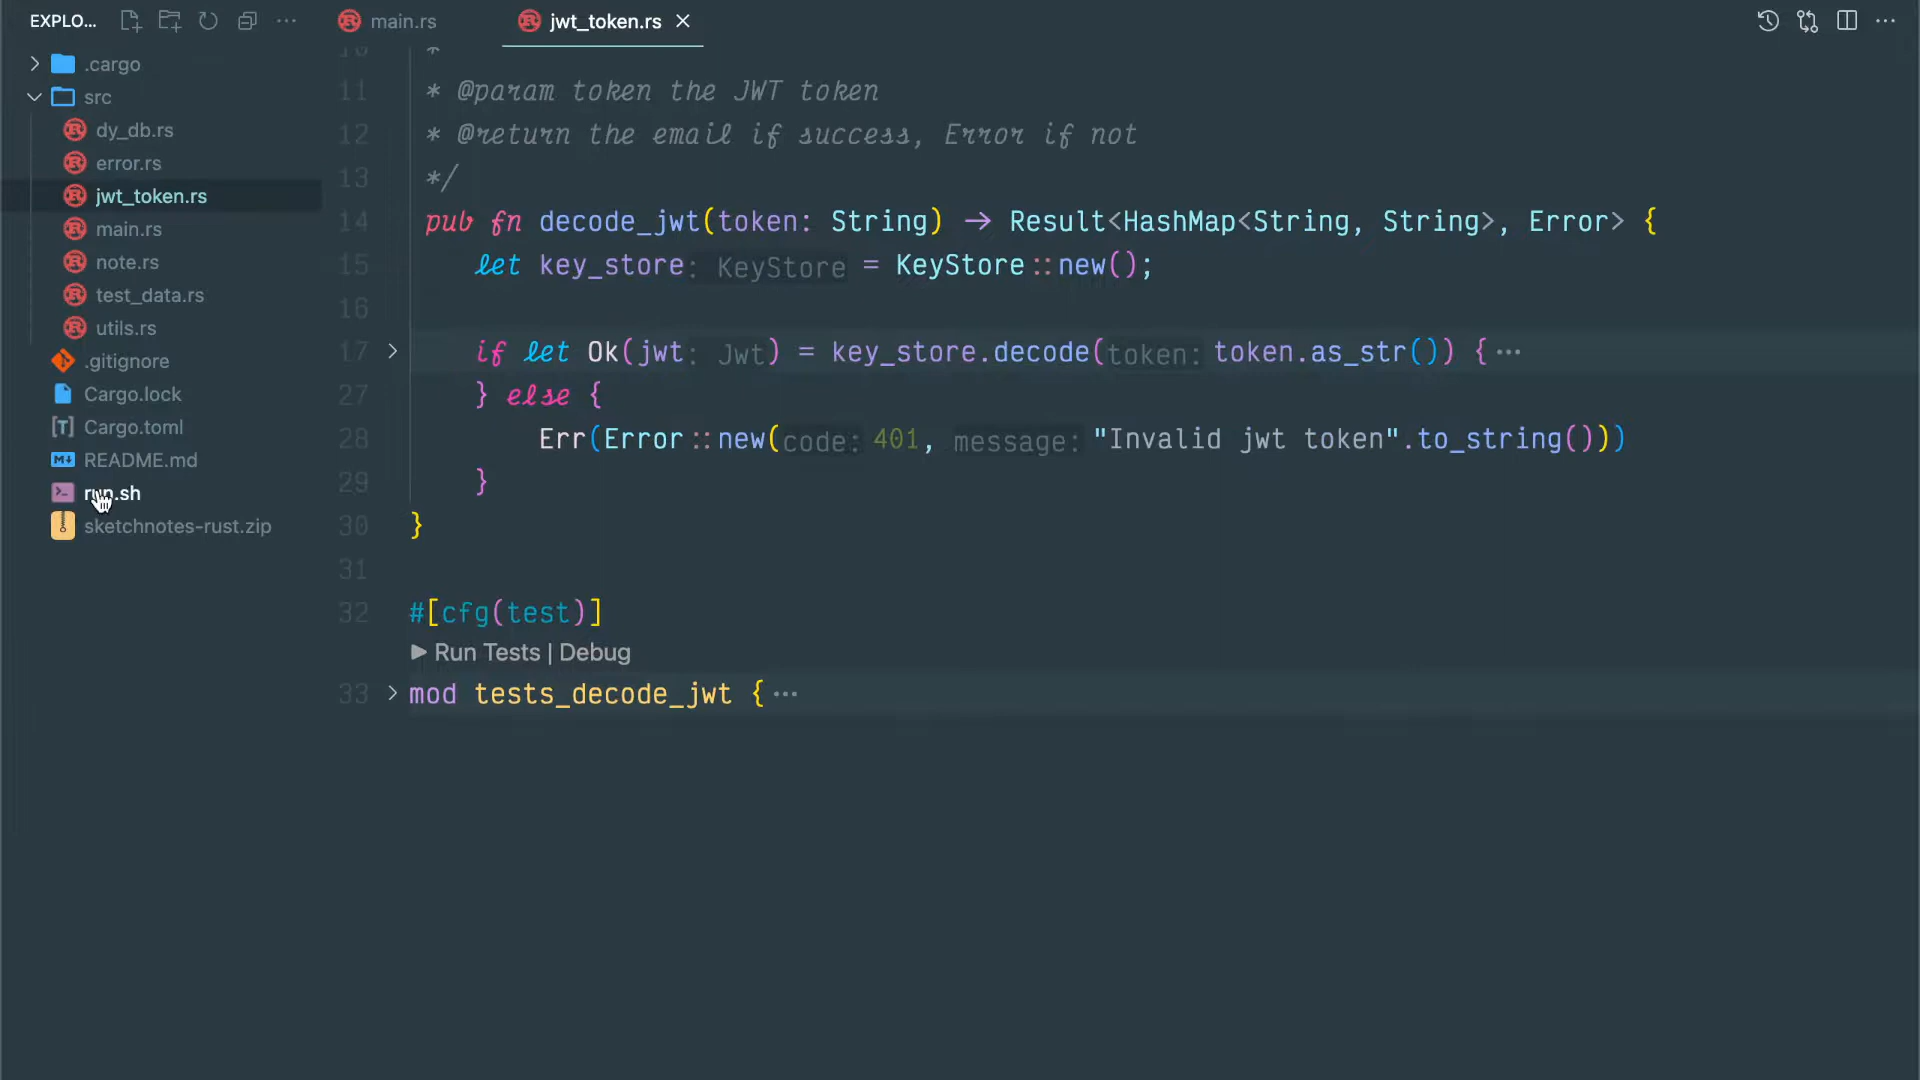 EXPLO...
main.rs
jwt_token.rs
.cargo
src
dy_db.rs
error.rs
jwt_token.rs
main.rs
note.rs
test_data.rs
utils.rs
.gitignore
Cargo.lock
[T] Cargo.toml
README.md
run.sh
sketchnotes-rust.zip
10 *
11 * @param token the JWT token
12 * @return the email if success, Error if not
13 */
14 pub fn decode_jwt(token: String) → Result<HashMap<String, String>, Error> {
15 let key_store: KeyStore = KeyStore::new();
16
17 if let Ok(jwt: Jwt) = key_store.decode(token: token.as_str()) {···
27 } else {
28 Err(Error::new(code: 401, message: "Invalid jwt token".to_string()))
29 }
30 }
31
32 #[cfg(test)]
▶ Run Tests | Debug
33 mod tests_decode_jwt {···